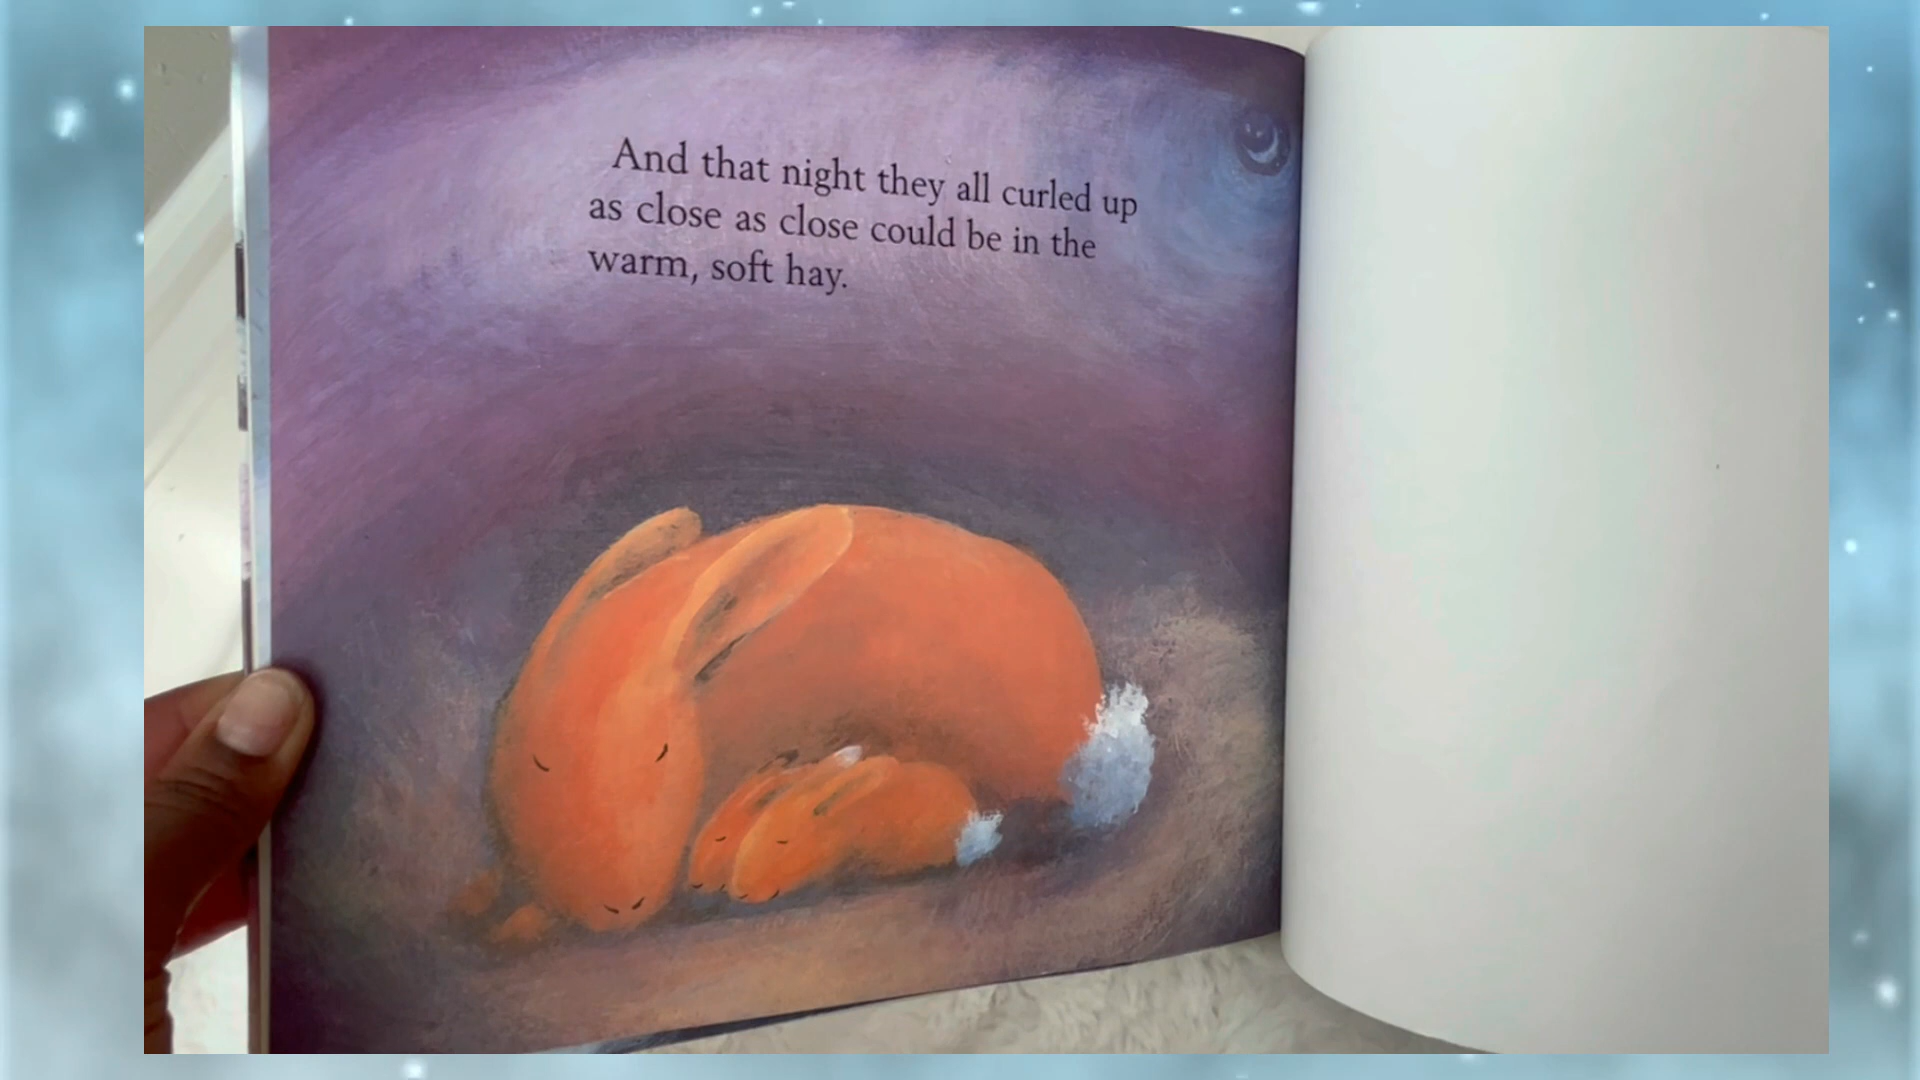 And that night they all curled up
as close as close could be in the
warm, soft hay.